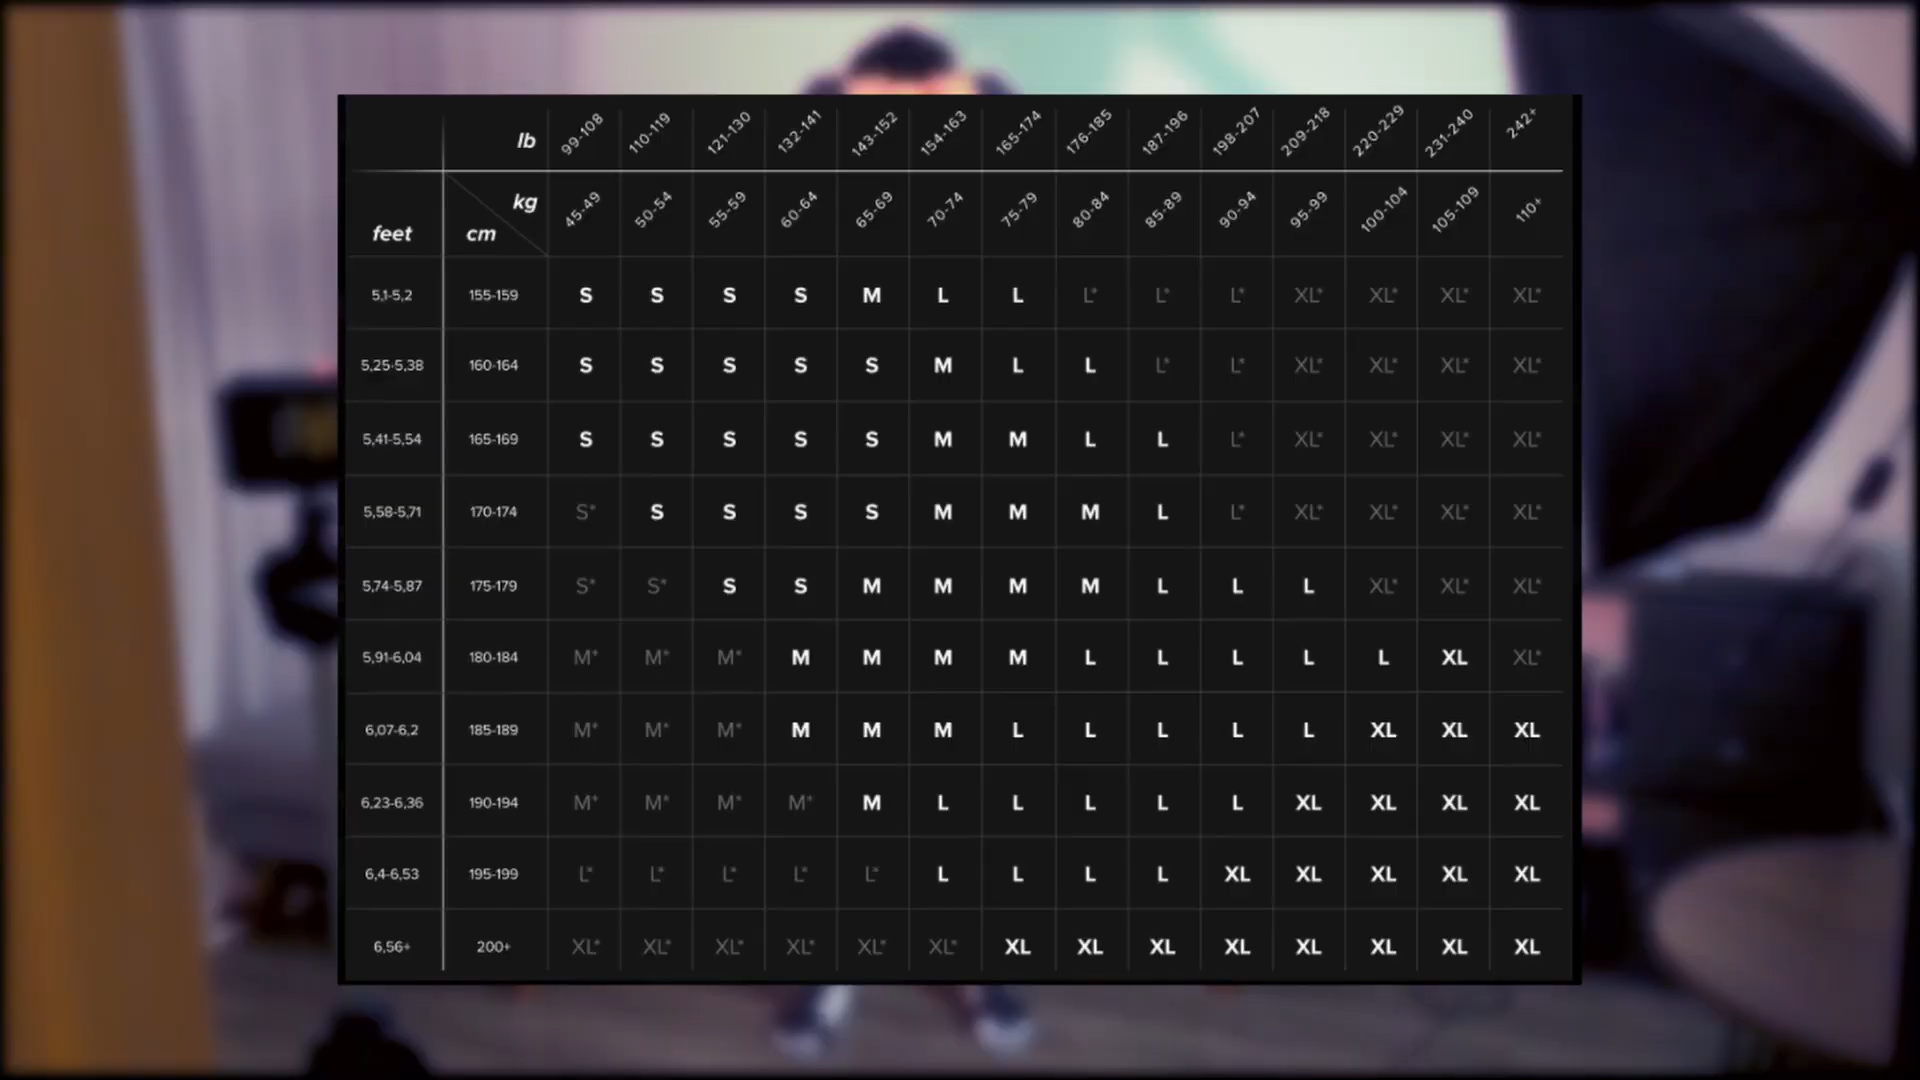 lb 99-108 110-119 121-130 132-141 143-152 154-163 165-174 176-185 187-196 198-207 209-218 220-229 231-240 242+
kg 45-49 50-54 55-59 60-64 65-69 70-74 75-79 80-84 85-89 90-94 95-99 100-104 105-109 110+
feet cm
5,1-5,2 155-159 S S S S M L L L* L* L* XL* XL* XL* XL*
5,25-5,38 160-164 S S S S S M L L L* L* XL* XL* XL* XL*
5,41-5,54 165-169 S S S S S M M L L L* XL* XL* XL* XL*
5,58-5,71 170-174 S* S S S S M M M L L* XL* XL* XL* XL*
5,74-5,87 175-179 S* S* S S M M M M L L L XL* XL* XL*
5,91-6,04 180-184 M* M* M* M M M M L L L L L XL XL*
6,07-6,2 185-189 M* M* M* M M M L L L L L XL XL XL
6,23-6,36 190-194 M* M* M* M* M L L L L L XL XL XL XL
6,4-6,53 195-199 L* L* L* L* L* L L L L XL XL XL XL XL
6,56+ 200+ XL* XL* XL* XL* XL* XL* XL XL XL XL XL XL XL XL